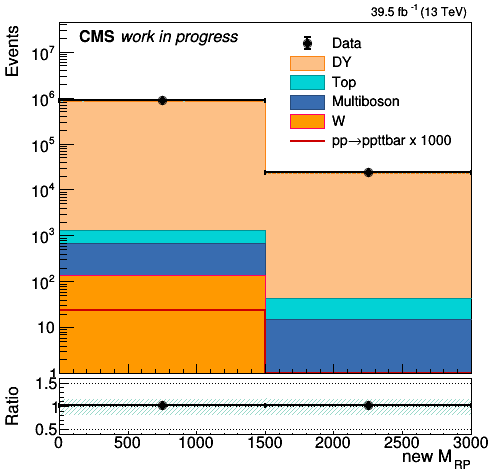 39.5 fb⁻¹ (13 TeV)
CMS work in progress
Events
10⁷
10⁶
10⁵
10⁴
10³
10²
10
1
Data
DY
Top
Multiboson
W
pp→ppttbar x 1000
Ratio
1.5
1
0.5
0 500 1000 1500 2000 2500 3000
new M_RP